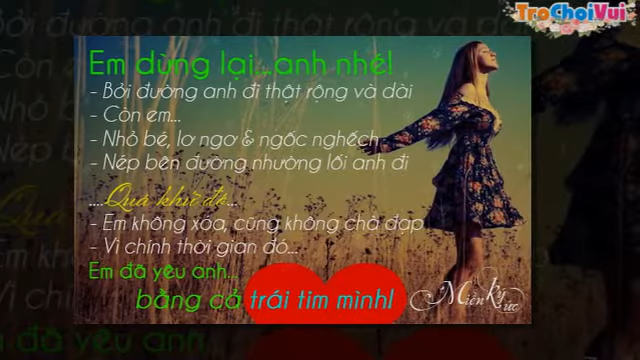 TroChoiVui
Em dừng lại...anh nhé!
- Bởi đường anh đi thật rộng và dài
- Còn em...
- Nhỏ bé, lơ ngơ & ngốc nghếch
- Nép bên đường nhường lối anh đi
....Quá khứ đó...
- Em không xóa, cũng không chà đạp
- Vì chính thời gian đó...
Em đã yêu anh...
bằng cả trái tim mình!
Miền Ký ức